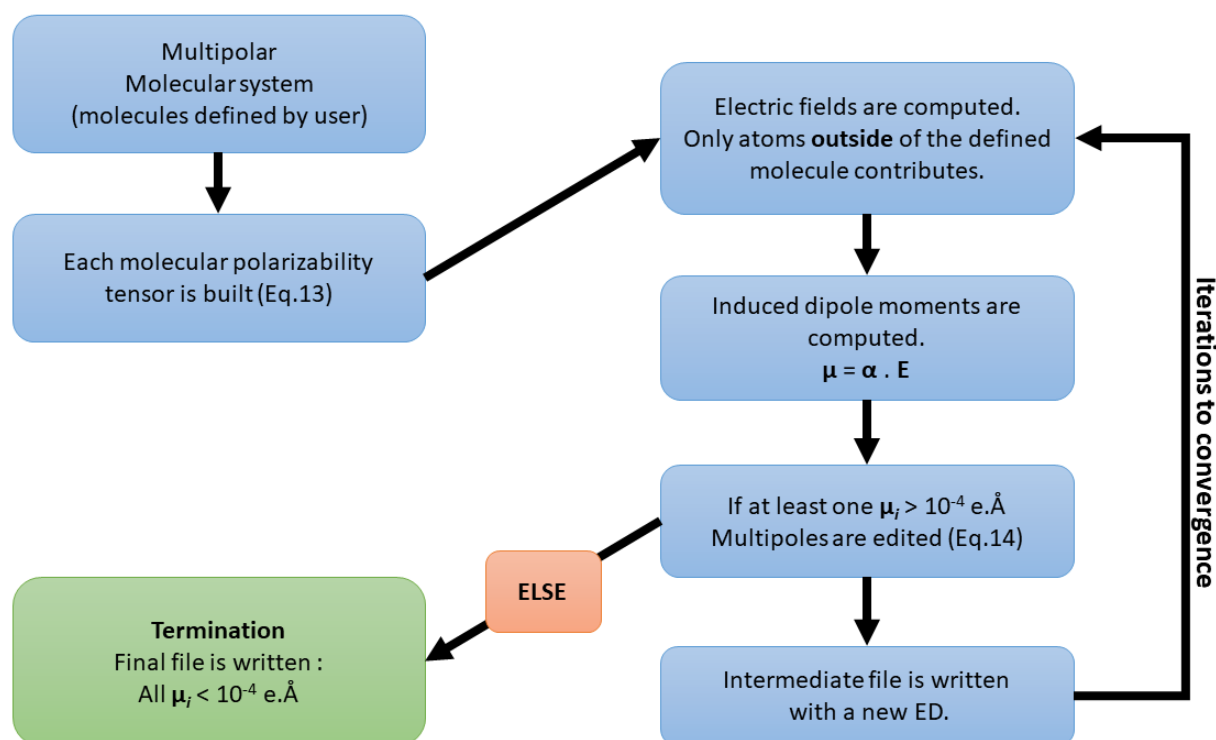 Multipolar
Molecular system
(molecules defined by user)
Each molecular polarizability
tensor is built (Eq.13)
Electric fields are computed.
Only atoms outside of the defined
molecule contributes.
Induced dipole moments are
computed.
μ = α . E
If at least one μi > 10-4 e.Å
Multipoles are edited (Eq.14)
ELSE
Termination
Final file is written :
All μi < 10-4 e.Å
Intermediate file is written
with a new ED.
Iterations to convergence